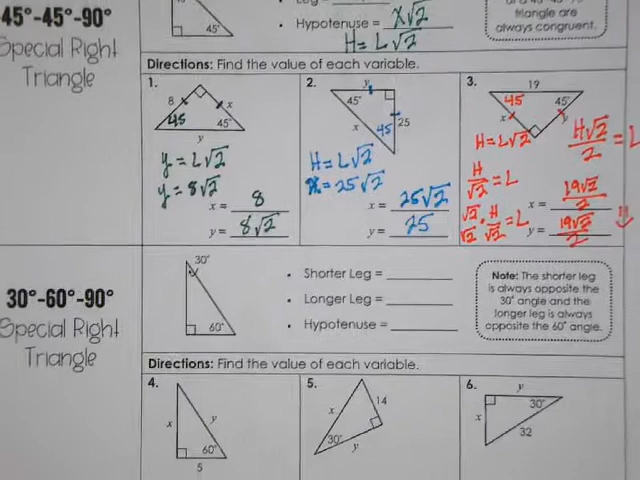 45°-45°-90°
Special Right
Triangle
45°
Hypotenuse = x√2
H = L√2
triangle are
always congruent.
Directions: Find the value of each variable.
1.
8
x
45
45°
y
y = L√2
y = 8√2
x = 8
y = 8√2
2.
y
45°
x
45
25
H = L√2
x = 25√2
x = 25√2
y = 25
3.
19
45
45°
x
y
H = L√2
H√2/2 = L
H/√2 = L
√2/√2 · H/√2 = L
x = 19√2/2
y = 19√2/2
30°-60°-90°
Special Right
Triangle
30°
60°
• Shorter Leg =
• Longer Leg =
• Hypotenuse =
Note: The shorter leg
is always opposite the
30° angle and the
longer leg is always
opposite the 60° angle.
Directions: Find the value of each variable.
4.
x
y
60°
5
5.
x
14
30°
y
6.
y
30°
x
32